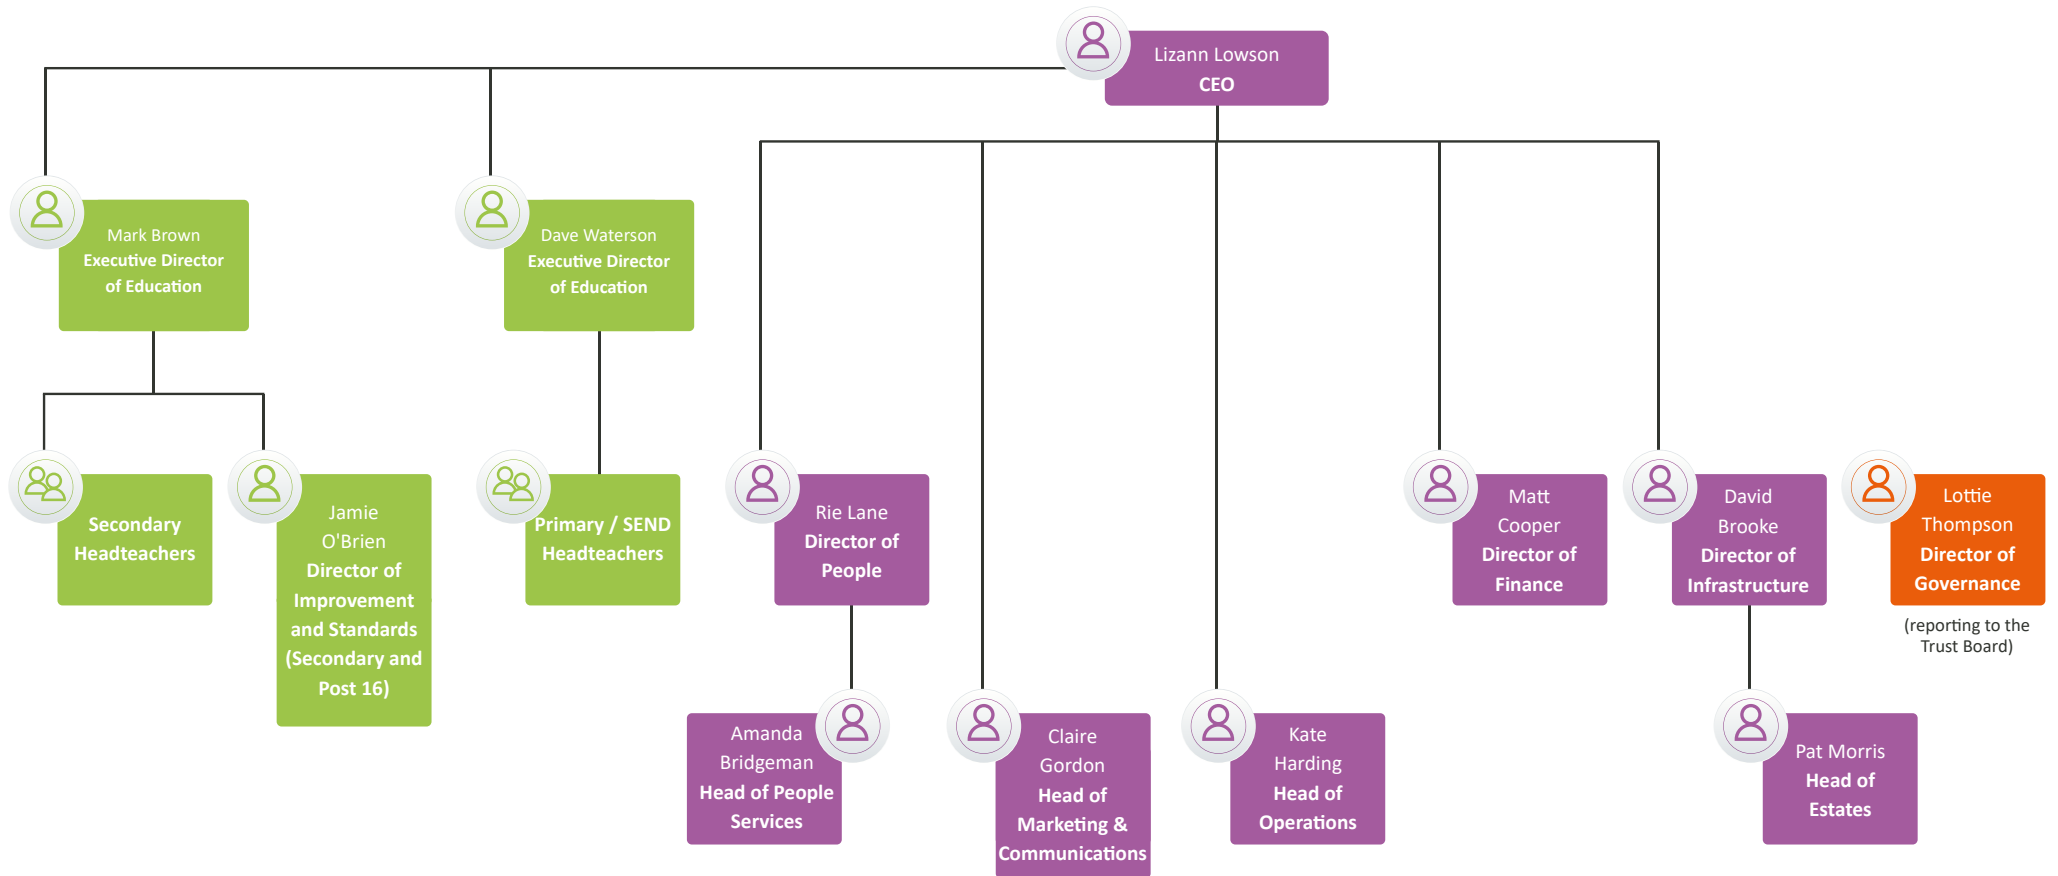 Lizann Lowson
CEO
Mark Brown
Executive Director
of Education
Dave Waterson
Executive Director
of Education
Secondary
Headteachers
Jamie
O'Brien
Director of
Improvement
and Standards
(Secondary and
Post 16)
Primary / SEND
Headteachers
Rie Lane
Director of
People
Matt
Cooper
Director of
Finance
David
Brooke
Director of
Infrastructure
Lottie
Thompson
Director of
Governance
(reporting to the
Trust Board)
Amanda
Bridgeman
Head of People
Services
Claire
Gordon
Head of
Marketing &
Communications
Kate
Harding
Head of
Operations
Pat Morris
Head of
Estates